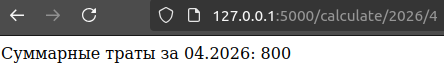 127.0.0.1:5000/calculate/2026/4
Суммарные траты за 04.2026: 800